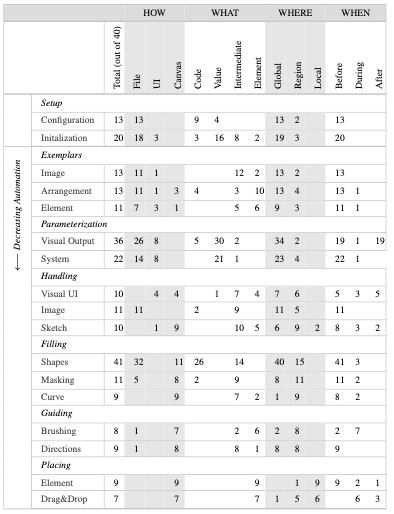 HOW WHAT WHERE WHEN
Total (out of 40) File UI Canvas Code Value Intermediate Element Global Region Local Before During After
Setup
Configuration 13 13 9 4 13 2 13
Initalization 20 18 3 3 16 8 2 19 3 20
← Decreasing Automation
Exemplars
Image 13 11 1 12 2 13 2 13
Arrangement 13 11 1 3 4 3 10 13 4 13 1
Element 11 7 3 1 5 6 9 3 11 1
Parameterization
Visual Output 36 26 8 5 30 2 34 2 19 1 19
System 22 14 8 21 1 23 4 22 1
Handling
Visual UI 10 4 4 1 7 4 7 6 5 3 5
Image 11 11 2 9 11 5 11
Sketch 10 1 9 10 5 6 9 2 8 3 2
Filling
Shapes 41 32 11 26 14 40 15 41 3
Masking 11 5 8 2 9 8 11 11 2
Curve 9 9 7 2 1 9 8 2
Guiding
Brushing 8 1 7 2 6 2 8 2 7
Directions 9 1 8 8 1 8 8 9
Placing
Element 9 9 9 1 9 9 2 1
Drag&Drop 7 7 7 1 5 6 6 3